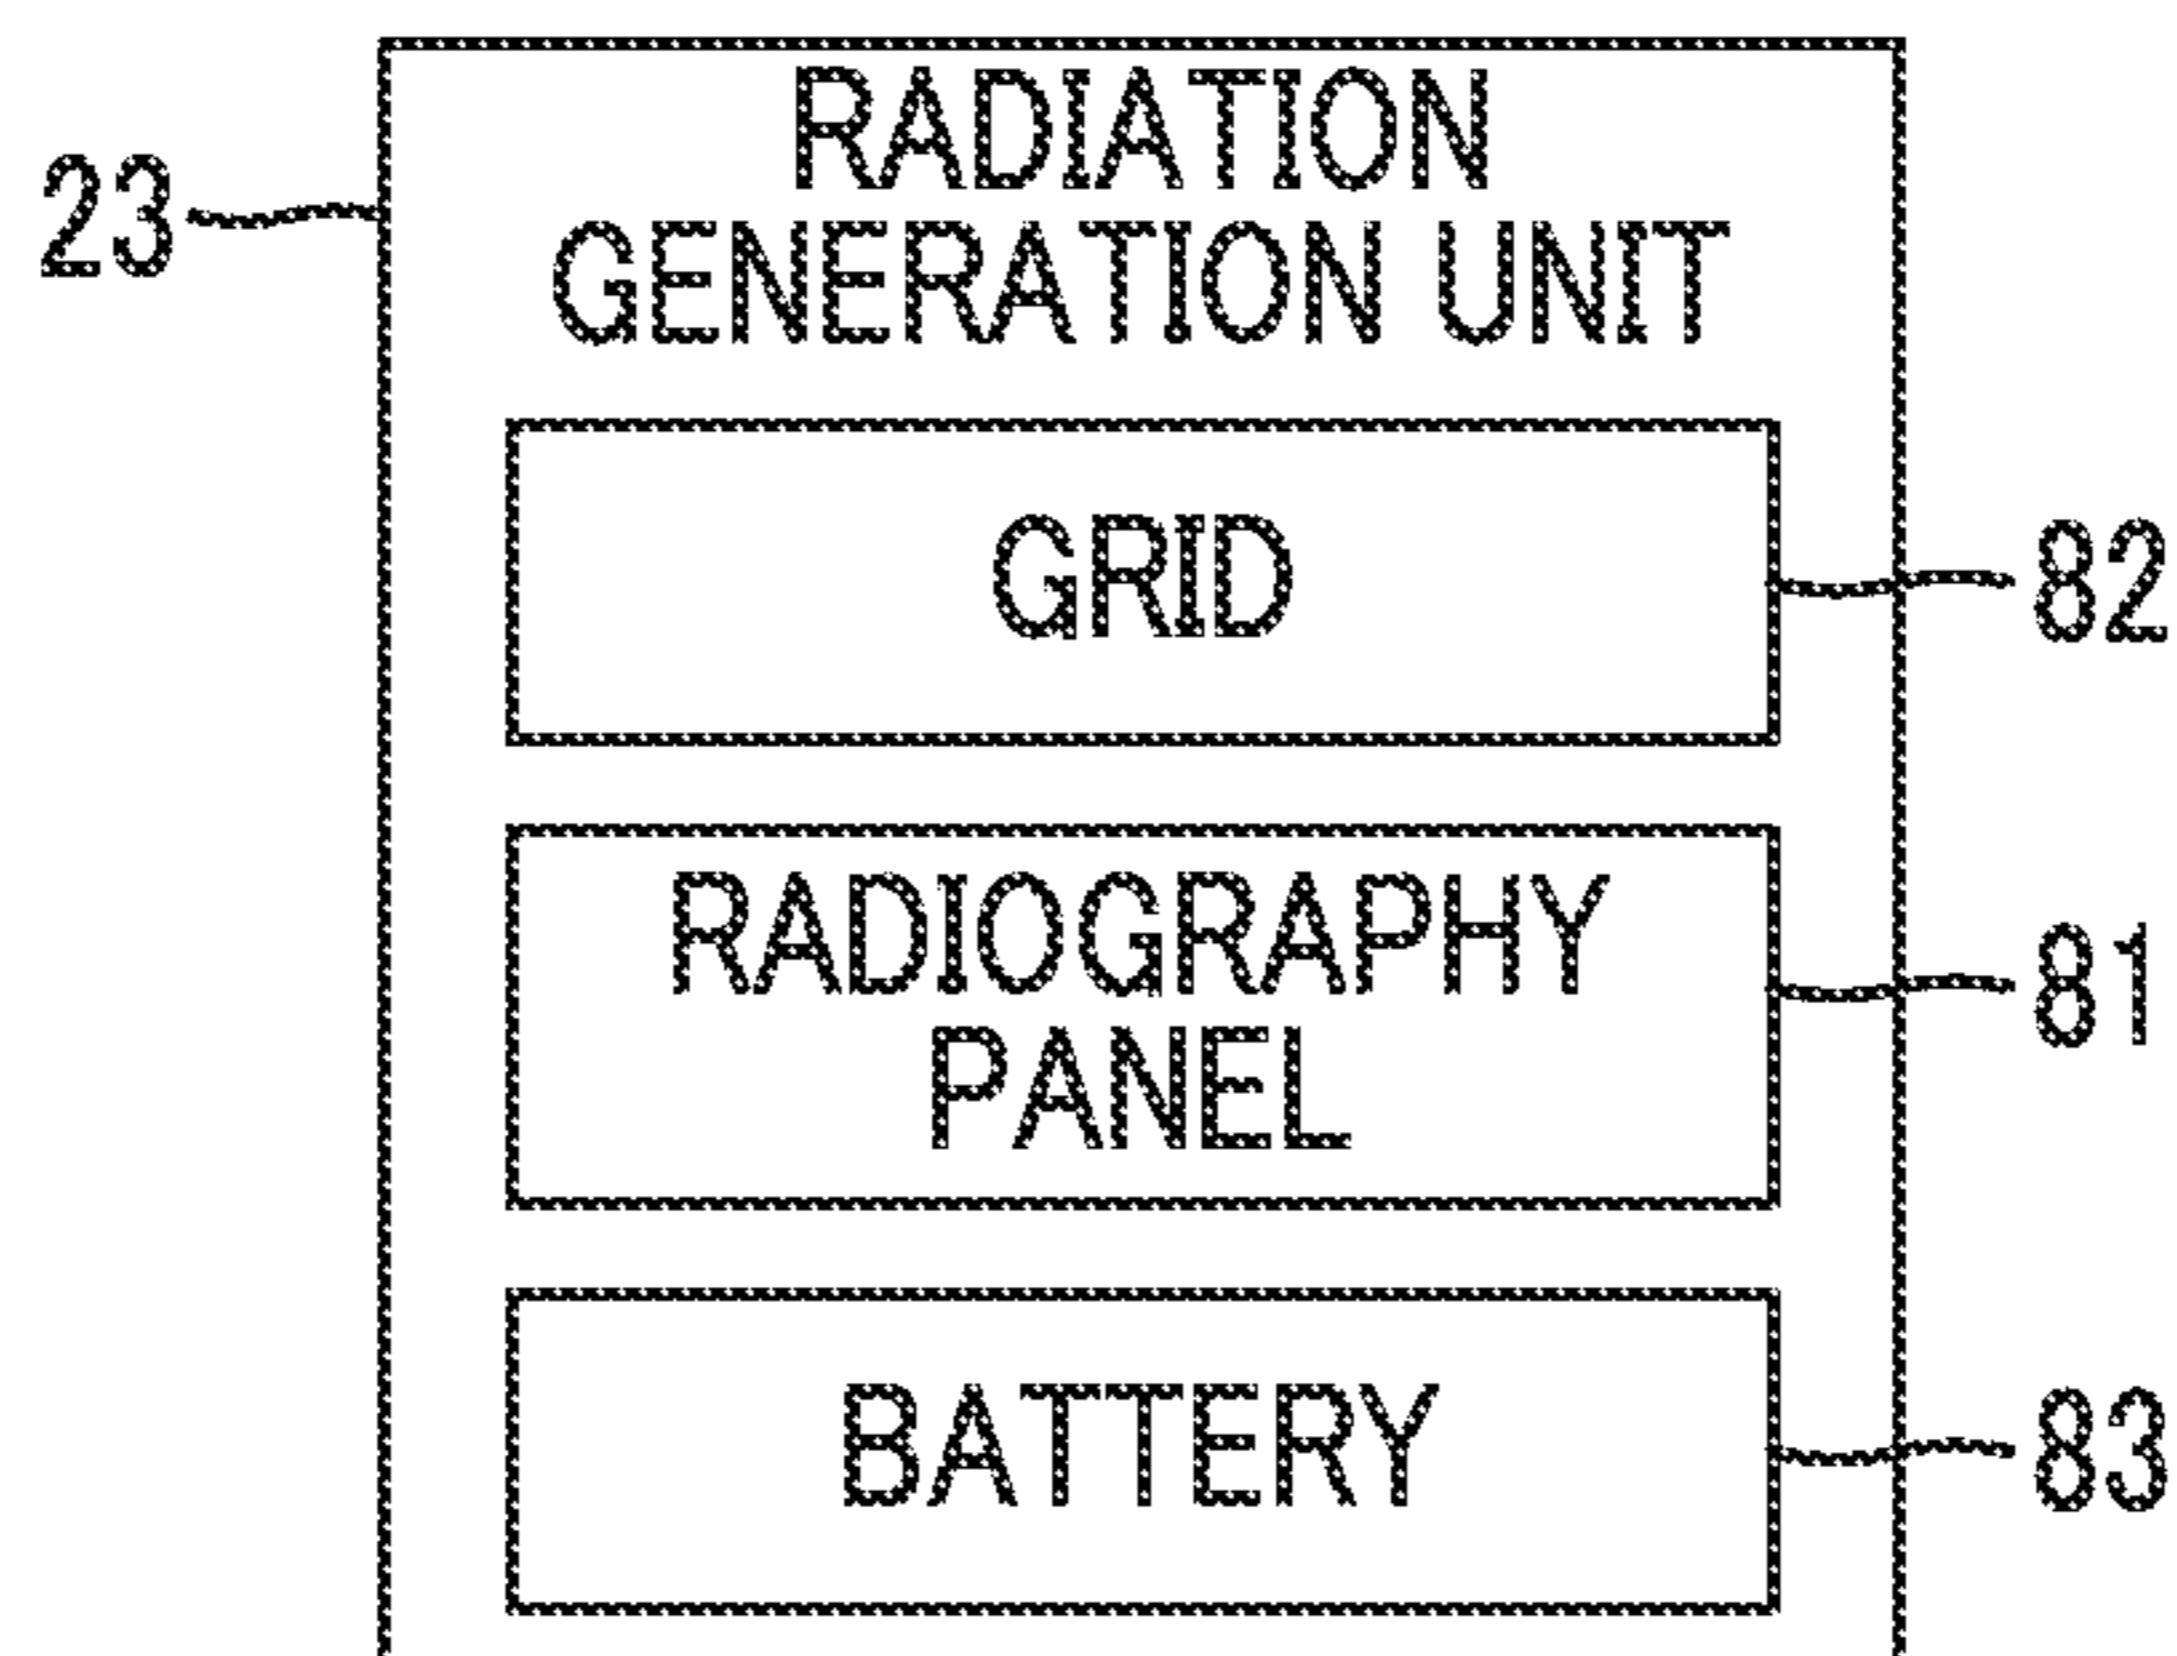 RADIATION
23
GENERATION UNIT
GRID
82
RADIOGRAPHY
81
PANEL
BATTERY
83